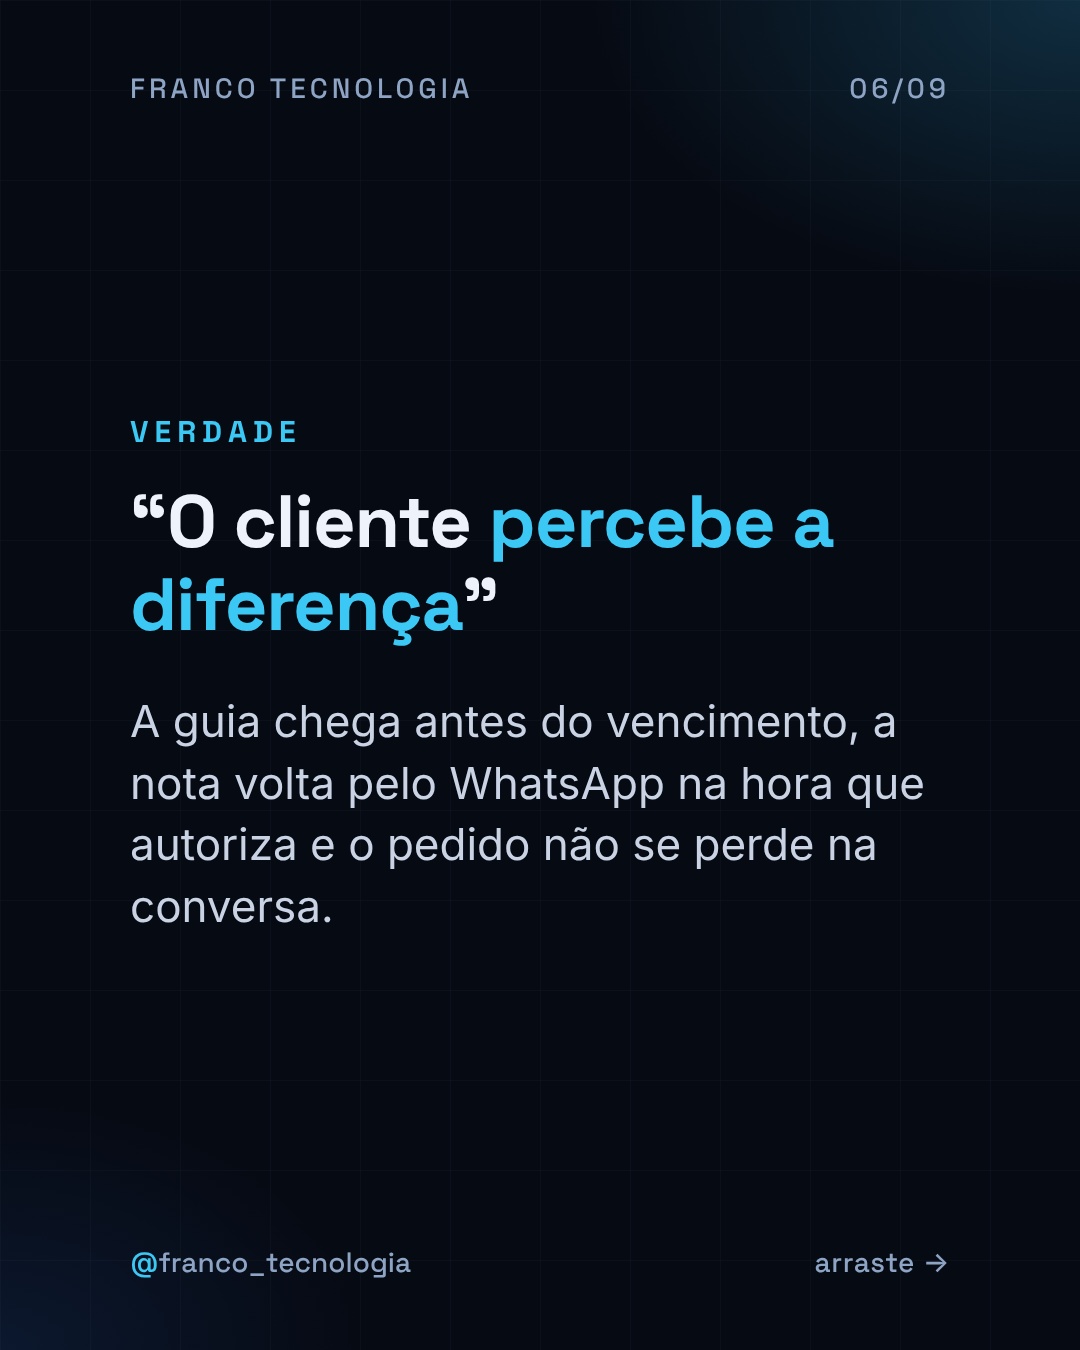 FRANCO TECNOLOGIA
06/09
VERDADE
“O cliente percebe a
diferença”
A guia chega antes do vencimento, a
nota volta pelo WhatsApp na hora que
autoriza e o pedido não se perde na
conversa.
@franco_tecnologia
arraste →